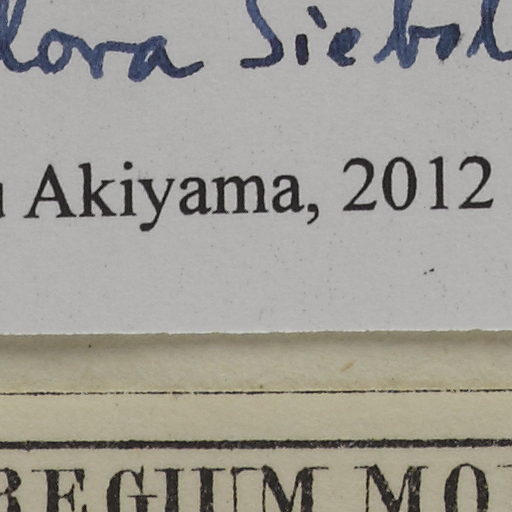 lora Siebol
Akiyama, 2012
REGIUM MO